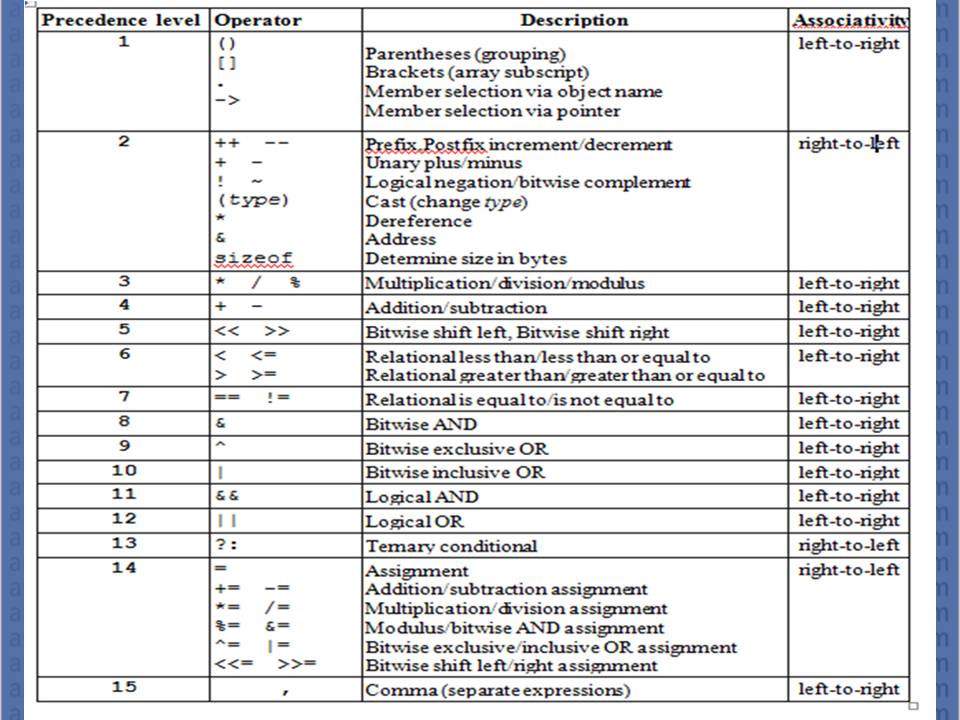 Precedence level Operator Description Associativity
1 () Parentheses (grouping) left-to-right
[] Brackets (array subscript)
. Member selection via object name
-> Member selection via pointer
2 ++ -- Prefix.Postfix increment/decrement right-to-left
+ - Unary plus/minus
! ~ Logical negation/bitwise complement
(type) Cast (change type)
* Dereference
& Address
sizeof Determine size in bytes
3 * / % Multiplication/division/modulus left-to-right
4 + - Addition/subtraction left-to-right
5 << >> Bitwise shift left, Bitwise shift right left-to-right
6 < <= Relational less than/less than or equal to left-to-right
> >= Relational greater than/greater than or equal to
7 == != Relational is equal to/is not equal to left-to-right
8 & Bitwise AND left-to-right
9 ^ Bitwise exclusive OR left-to-right
10 | Bitwise inclusive OR left-to-right
11 && Logical AND left-to-right
12 || Logical OR left-to-right
13 ?: Ternary conditional right-to-left
14 = Assignment right-to-left
+= -= Addition/subtraction assignment
*= /= Multiplication/division assignment
%= &= Modulus/bitwise AND assignment
^= |= Bitwise exclusive/inclusive OR assignment
<<= >>= Bitwise shift left/right assignment
15 , Comma (separate expressions) left-to-right